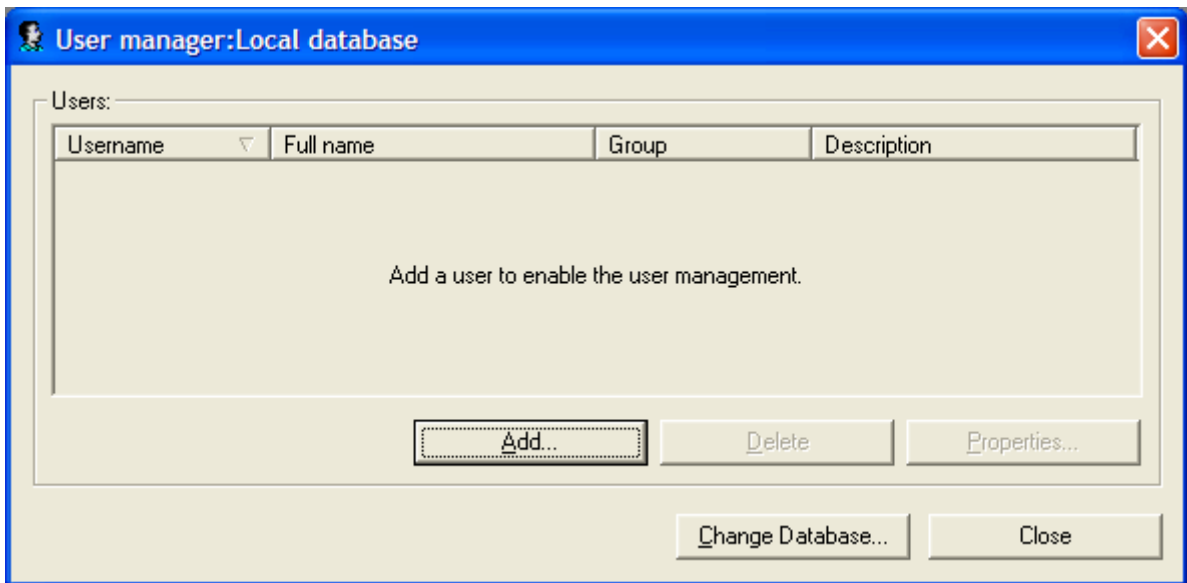 User manager:Local database
Users:
Username Full name Group Description
Add a user to enable the user management.
Add... Delete Properties...
Change Database... Close